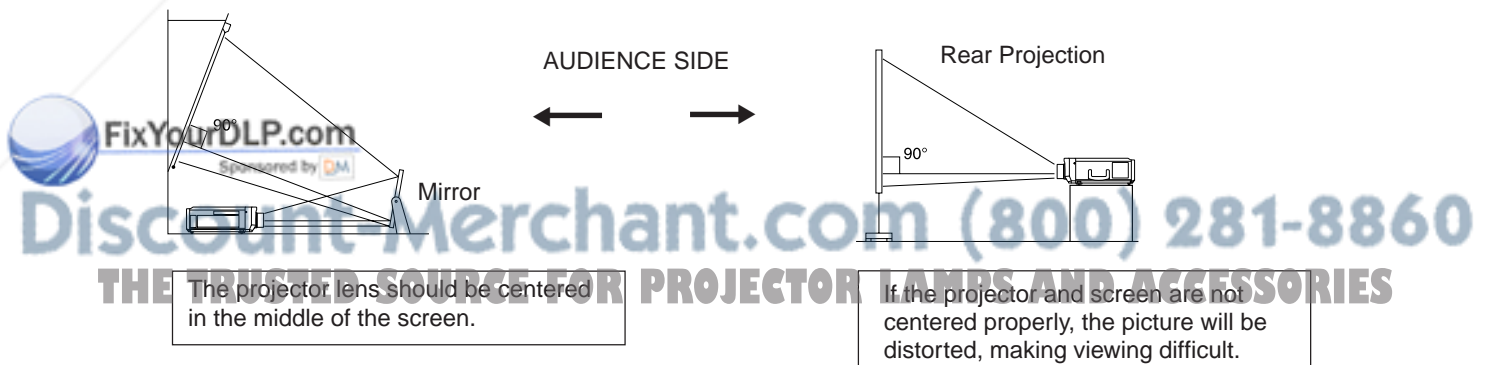 AUDIENCE SIDE
Rear Projection
90°
FixYourDLP.com
Sponsored by DM
90°
Mirror
Discount-Merchant.com (800) 281-8860
THE TRUSTED SOURCE FOR PROJECTOR LAMPS AND ACCESSORIES
The projector lens should be centered
in the middle of the screen.
If the projector and screen are not
centered properly, the picture will be
distorted, making viewing difficult.